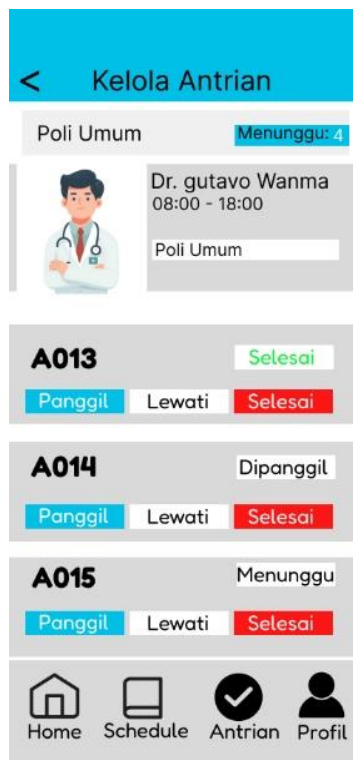 < Kelola Antrian
Poli Umum Menunggu: 4
Dr. gutavo Wanma
08:00 - 18:00
Poli Umum
A013 Selesai
Panggil Lewati Selesai
A014 Dipanggil
Panggil Lewati Selesai
A015 Menunggu
Panggil Lewati Selesai
Home Schedule Antrian Profil